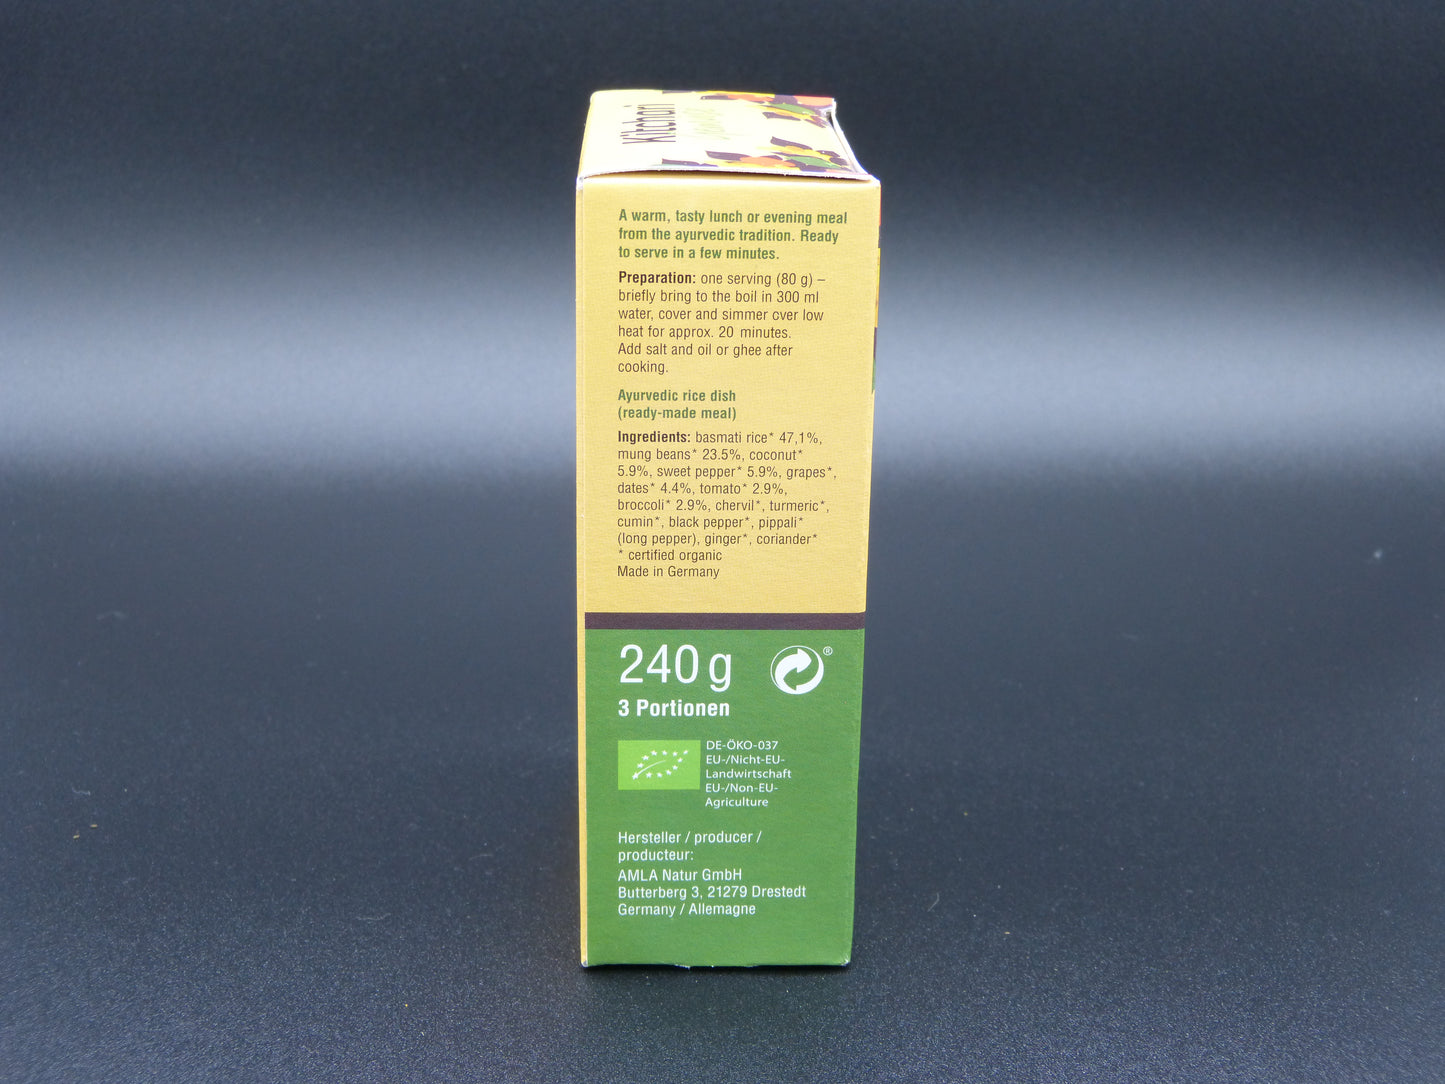 Kitchari
A warm, tasty lunch or evening meal
from the ayurvedic tradition. Ready
to serve in a few minutes.
Preparation: one serving (80 g) –
briefly bring to the boil in 300 ml
water, cover and simmer over low
heat for approx. 20 minutes.
Add salt and oil or ghee after
cooking.
Ayurvedic rice dish
(ready-made meal)
Ingredients: basmati rice* 47,1%,
mung beans* 23.5%, coconut*
5.9%, sweet pepper* 5.9%, grapes*,
dates* 4.4%, tomato* 2.9%,
broccoli* 2.9%, chervil*, turmeric*,
cumin*, black pepper*, pippali*
(long pepper), ginger*, coriander*
* certified organic
Made in Germany
240 g
®
3 Portionen
DE-ÖKO-037
EU-/Nicht-EU-
Landwirtschaft
EU-/Non-EU-
Agriculture
Hersteller / producer /
producteur:
AMLA Natur GmbH
Butterberg 3, 21279 Drestedt
Germany / Allemagne